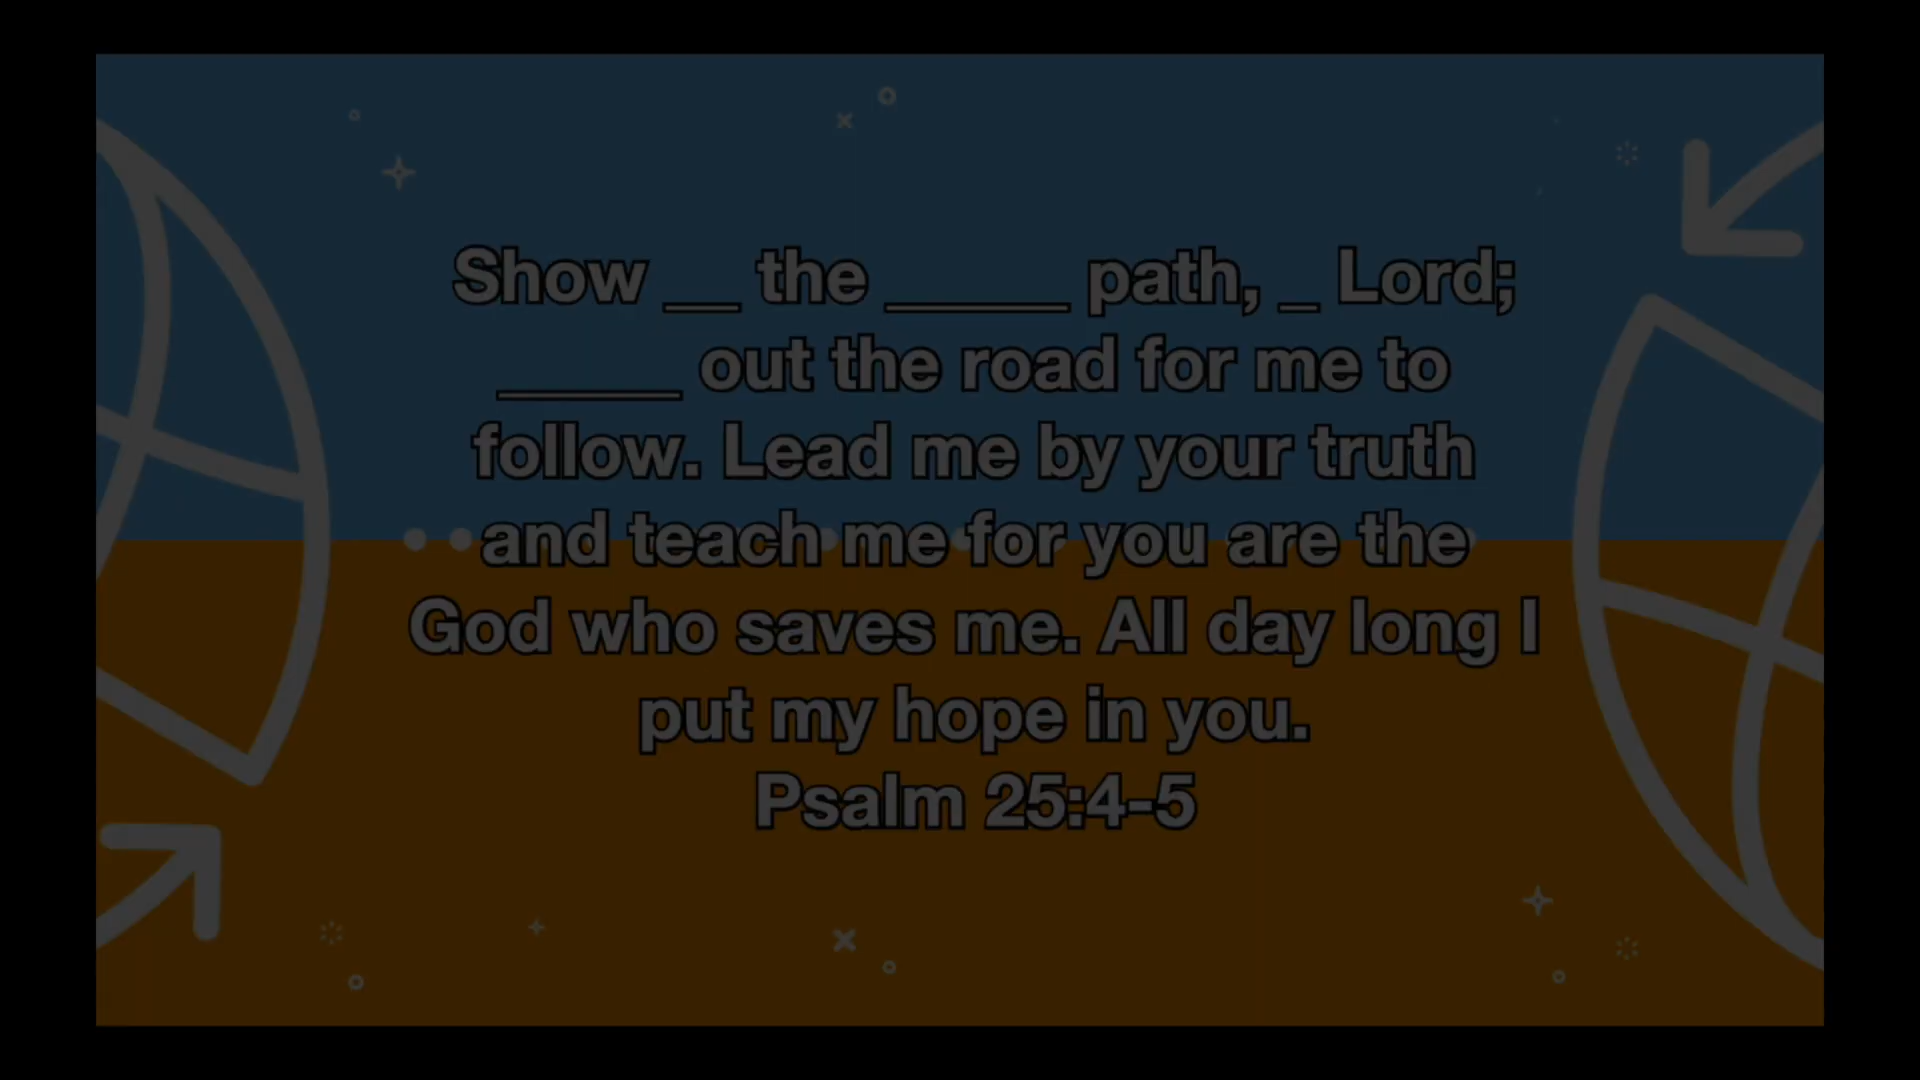 Show __ the _____ path, _ Lord;
_____ out the road for me to
follow. Lead me by your truth
and teach me for you are the
God who saves me. All day long I
put my hope in you.
Psalm 25:4-5